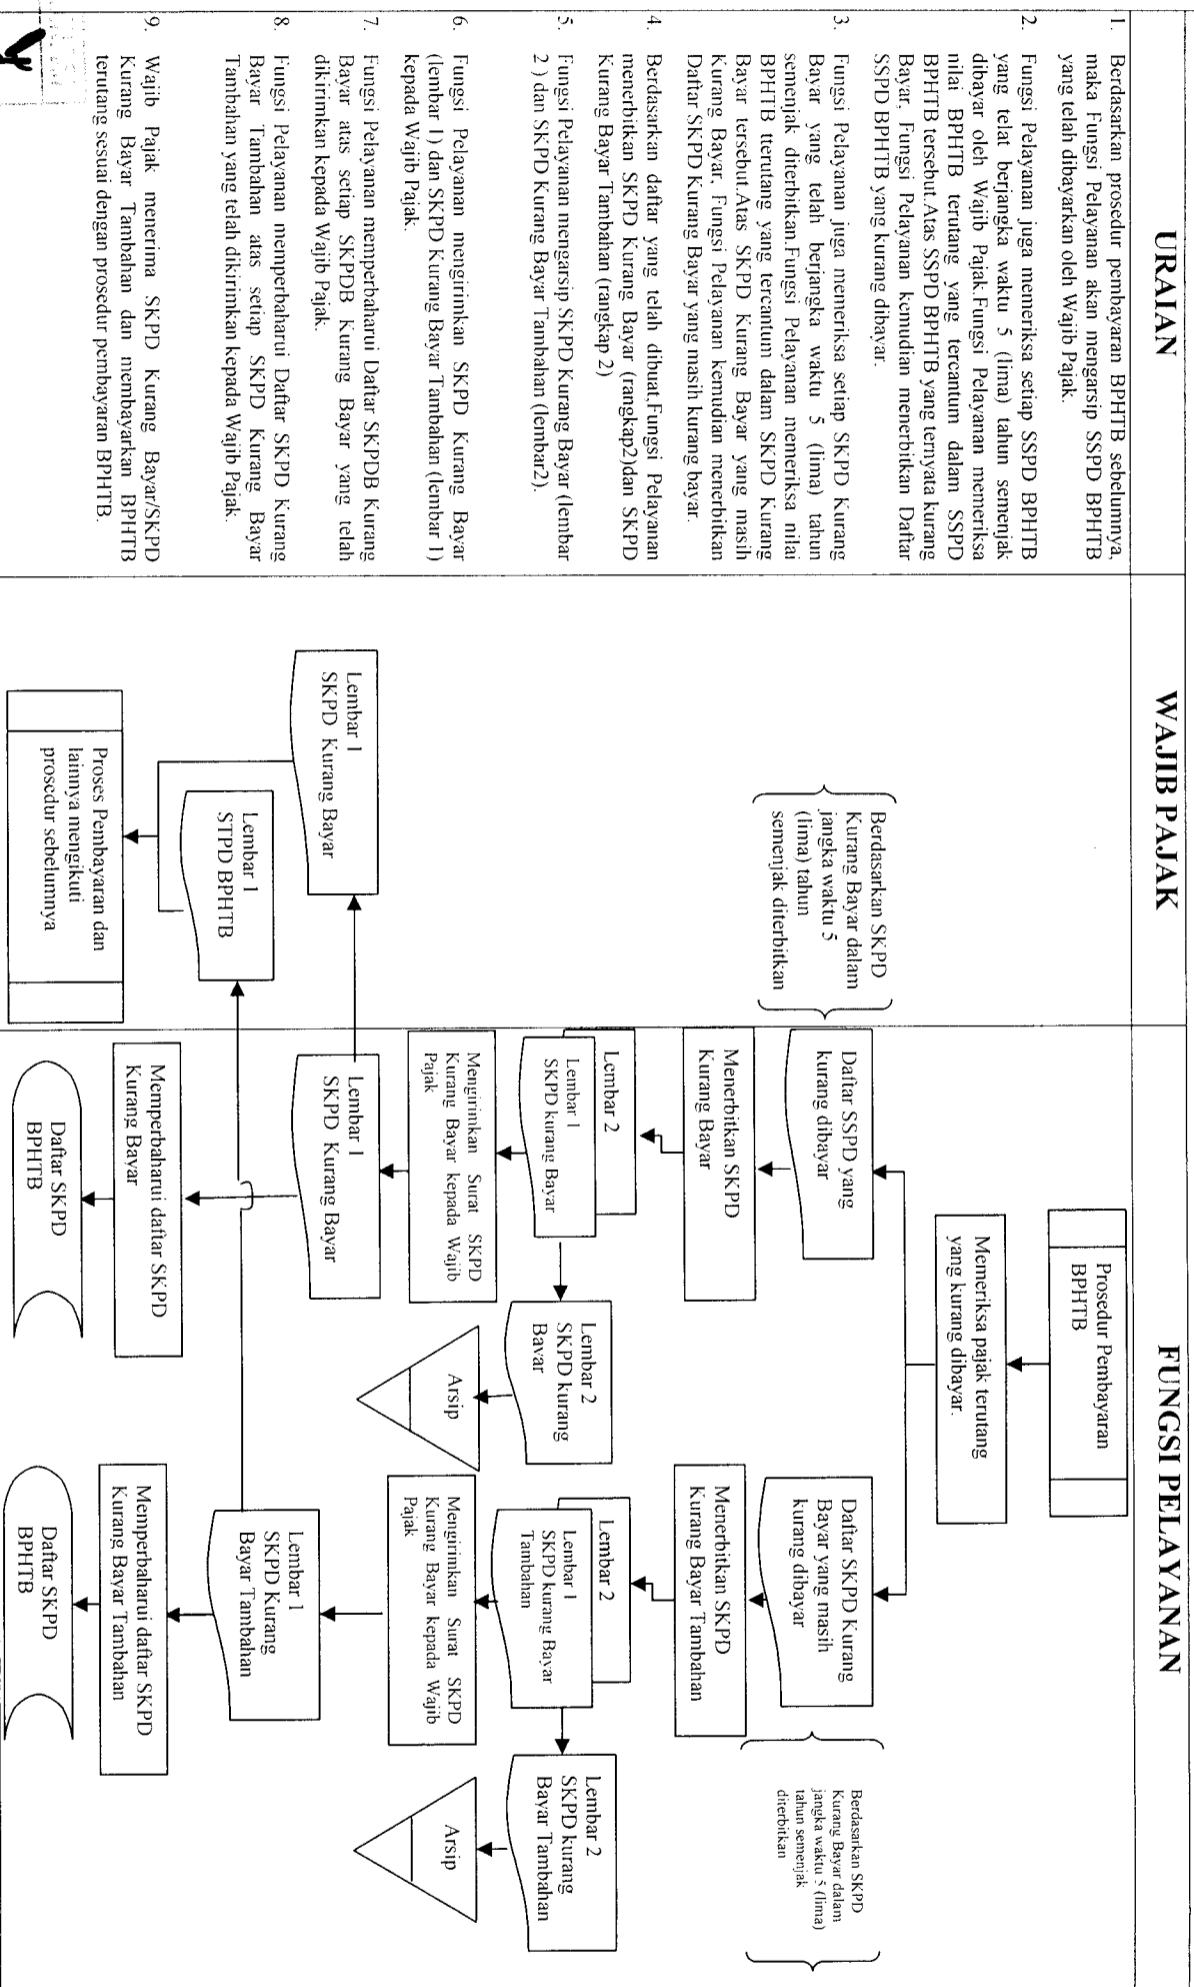 URAIAN
1. Berdasarkan prosedur pembayaran BPHTB sebelumnya,
maka Fungsi Pelayanan akan mengarsip SSPD BPHTB
yang telah dibayarkan oleh Wajib Pajak.
2. Fungsi Pelayanan juga memeriksa setiap SSPD BPHTB
yang telat berjangka waktu 5 (lima) tahun semenjak
dibayar oleh Wajib Pajak.Fungsi Pelayanan memeriksa
nilai BPHTB terutang yang tercantum dalam SSPD
BPHTB tersebut.Atas SSPD BPHTB yang ternyata kurang
Bayar, Fungsi Pelayanan kemudian menerbitkan Daftar
SSPD BPHTB yang kurang dibayar.
3. Fungsi Pelayanan juga memeriksa setiap SKPD Kurang
Bayar yang telah berjangka waktu 5 (lima) tahun
semenjak diterbitkan.Fungsi Pelayanan memeriksa nilai
BPHTB tterutang yang tercantum dalam SKPD Kurang
Bayar tersebut.Atas SKPD Kurang Bayar yang masih
Kurang Bayar, Fungsi Pelayanan kemudian menerbitkan
Daftar SKPD Kurang Bayar yang masih kurang bayar.
4. Berdasarkan daftar yang telah dibuat,Fungsi Pelayanan
menerbitkan SKPD Kurang Bayar (rangkap2)dan SKPD
Kurang Bayar Tambahan (rangkap 2)
5. Fungsi Pelayanan mengarsip SKPD Kurang Bayar (lembar
2 ) dan SKPD Kurang Bayar Tambahan (lembar2).
6. Fungsi Pelayanan mengirimkan SKPD Kurang Bayar
(lembar 1) dan SKPD Kurang Bayar Tambahan (lembar 1)
kepada Wajib Pajak.
7. Fungsi Pelayanan memperbaharui Daftar SKPDB Kurang
Bayar atas setiap SKPDB Kurang Bayar yang telah
dikirimkan kepada Wajib Pajak.
8. Fungsi Pelayanan memperbaharui Daftar SKPD Kurang
Bayar Tambahan atas setiap SKPD Kurang Bayar
Tambahan yang telah dikirimkan kepada Wajib Pajak.
9. Wajib Pajak menerima SKPD Kurang Bayar/SKPD
Kurang Bayar Tambahan dan membayarkan BPHTB
terutang sesuai dengan prosedur pembayaran BPHTB.
WAJIB PAJAK
Berdasarkan SKPD
Kurang Bayar dalam
jangka waktu 5
(lima) tahun
semenjak diterbitkan
Lembar 1
SKPD Kurang Bayar
Lembar 1
STPD BPHTB
Proses Pembayaran dan
lainnya mengikuti
prosedur sebelumnya
FUNGSI PELAYANAN
Prosedur Pembayaran
BPHTB
Memeriksa pajak terutang
yang kurang dibayar.
Daftar SSPD yang
kurang dibayar
Menerbitkan SKPD
Kurang Bayar
Lembar 2
Lembar 1
SKPD kurang Bayar
Lembar 2
SKPD kurang
Bayar
Arsip
Mengirimkan Surat SKPD
Kurang Bayar kepada Wajib
Pajak
Lembar 1
SKPD Kurang Bayar
Memperbaharui daftar SKPD
Kurang Bayar
Daftar SKPD
BPHTB
Daftar SKPD Kurang
Bayar yang masih
kurang dibayar
Berdasarkan SKPD
Kurang Bayar dalam
jangka waktu 5 (lima)
tahun semenjak
diterbitkan
Menerbitkan SKPD
Kurang Bayar Tambahan
Lembar 2
Lembar 1
SKPD kurang Bayar
Tambahan
Lembar 2
SKPD kurang
Bayar Tambahan
Arsip
Mengirimkan Surat SKPD
Kurang Bayar kepada Wajib
Pajak
Lembar 1
SKPD Kurang
Bayar Tambahan
Memperbaharui daftar SKPD
Kurang Bayar Tambahan
Daftar SKPD
BPHTB